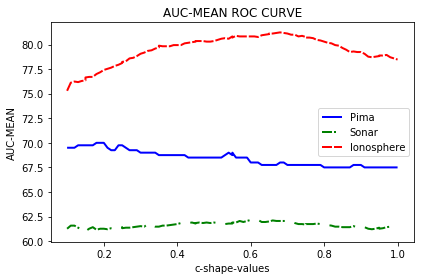 AUC-MEAN ROC CURVE
80.0
77.5
75.0
72.5
70.0
67.5
65.0
62.5
60.0
AUC-MEAN
Pima
Sonar
Ionosphere
0.2 0.4 0.6 0.8 1.0
c-shape-values